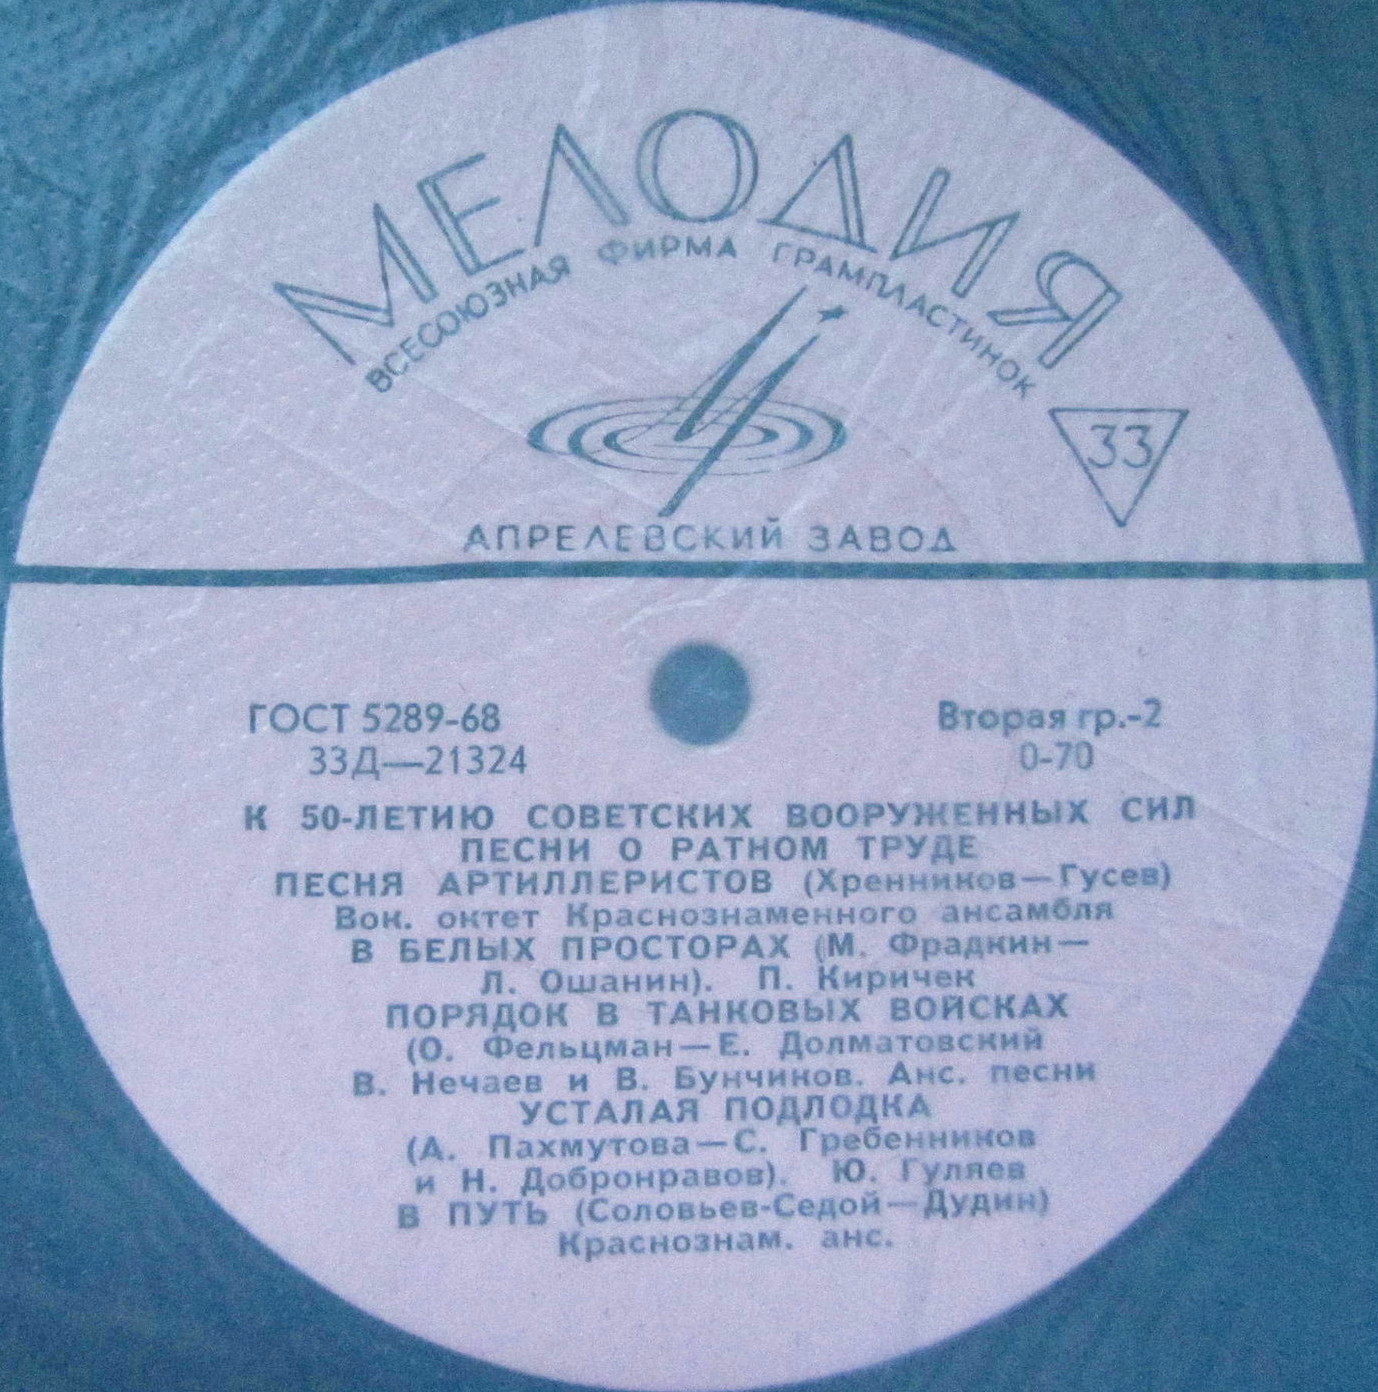 МЕЛОДИЯ
ВСЕСОЮЗНАЯ ФИРМА ГРАМПЛАСТИНОК
33
АПРЕЛЕВСКИЙ ЗАВОД
ГОСТ 5289-68 Вторая гр.-2
33Д—21324 0-70
К 50-ЛЕТИЮ СОВЕТСКИХ ВООРУЖЕННЫХ СИЛ
ПЕСНИ О РАТНОМ ТРУДЕ
ПЕСНЯ АРТИЛЛЕРИСТОВ (Хренников—Гусев)
Вок. октет Краснознаменного ансамбля
В БЕЛЫХ ПРОСТОРАХ (М. Фрадкин—
Л. Ошанин). П. Киричек
ПОРЯДОК В ТАНКОВЫХ ВОЙСКАХ
(О. Фельцман—Е. Долматовский
В. Нечаев и В. Бунчиков. Анс. песни
УСТАЛАЯ ПОДЛОДКА
(А. Пахмутова—С. Гребенников
и Н. Добронравов). Ю. Гуляев
В ПУТЬ (Соловьев-Седой—Дудин)
Краснознам. анс.